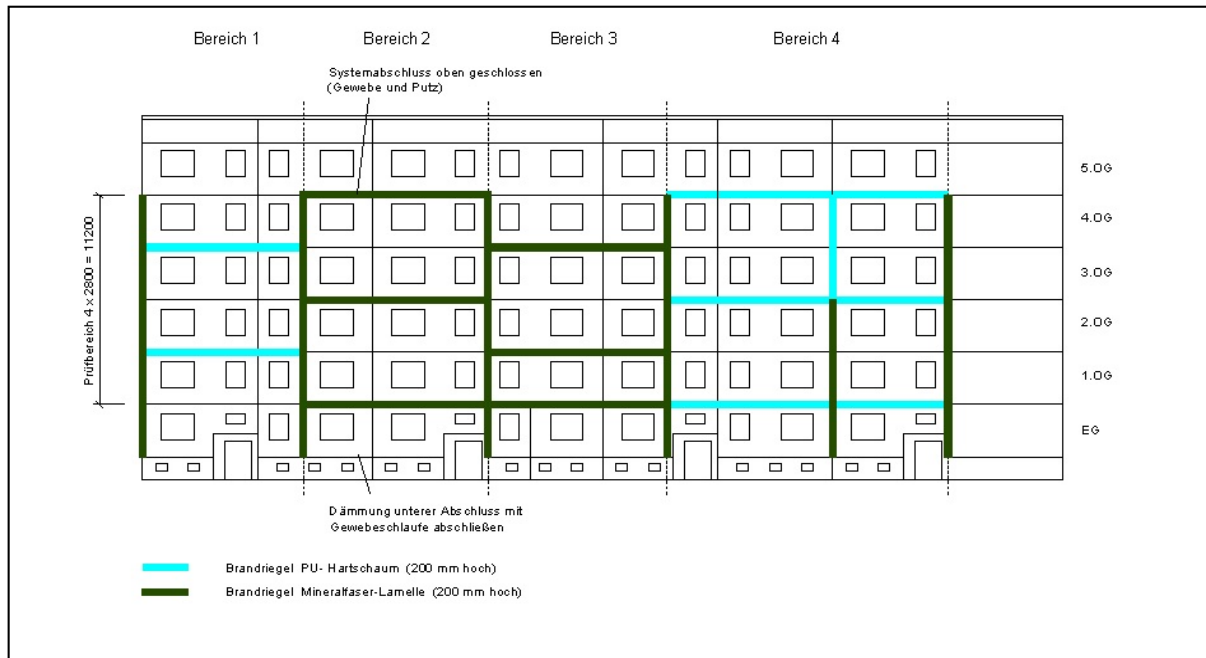 Bereich 1
Bereich 2
Bereich 3
Bereich 4
Systemabschluss oben geschlossen
(Gewebe und Putz)
5.OG
4.OG
3.OG
2.OG
1.OG
EG
Prüfbereich 4 x 2800 = 11200
Dämmung unterer Abschluss mit
Gewebeschlaufe abschließen
Brandriegel PU- Hartschaum (200 mm hoch)
Brandriegel Mineralfaser-Lamelle (200 mm hoch)